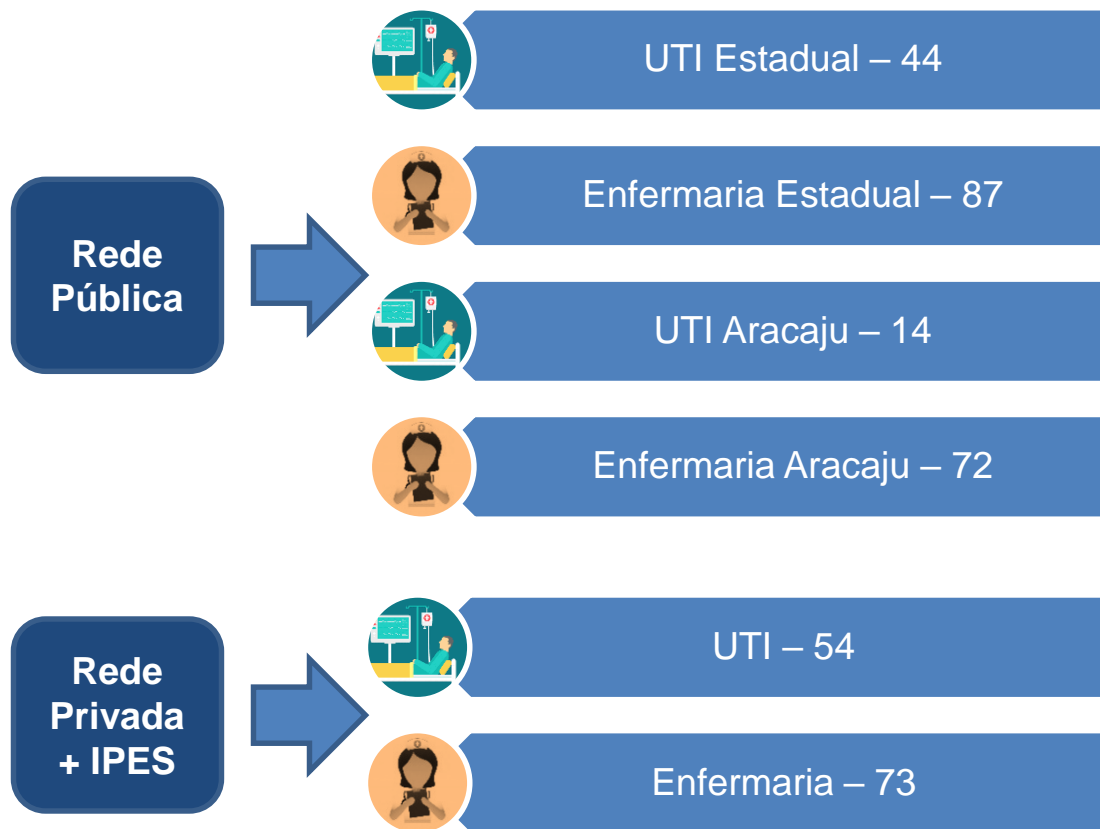 Rede
Pública
UTI Estadual – 44
Enfermaria Estadual – 87
UTI Aracaju – 14
Enfermaria Aracaju – 72
Rede
Privada
+ IPES
UTI – 54
Enfermaria – 73